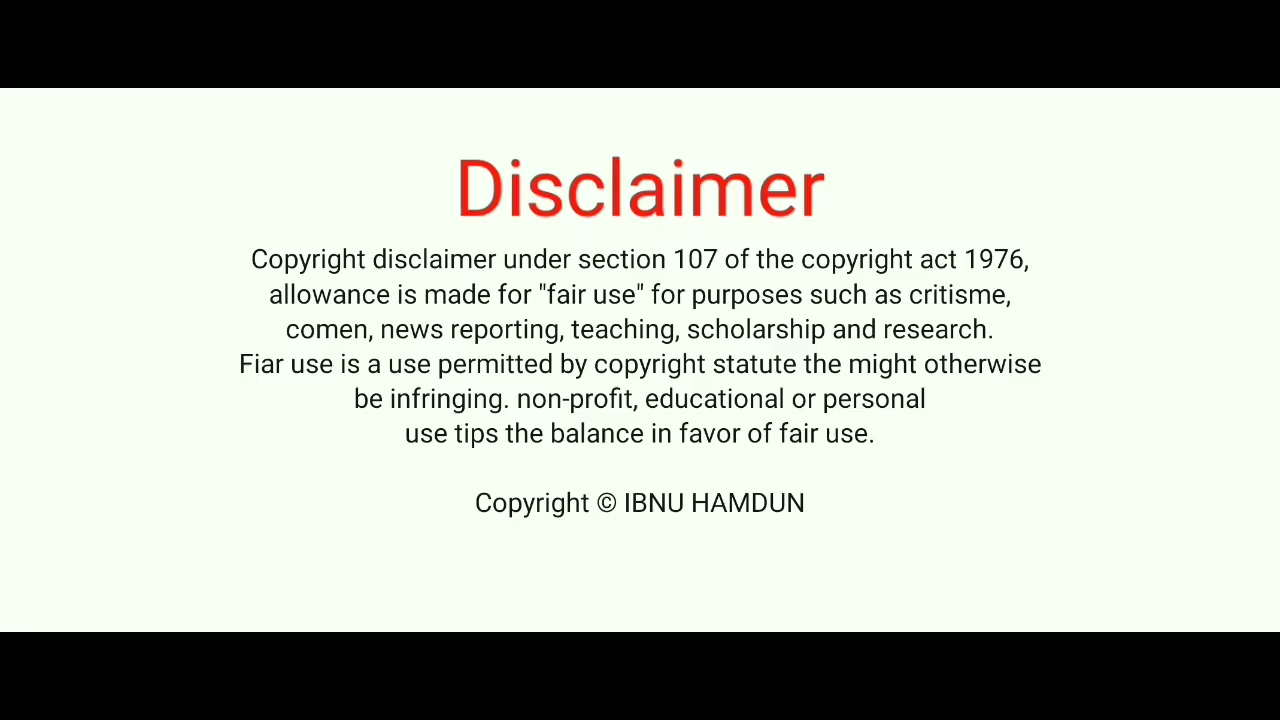 Disclaimer
Copyright disclaimer under section 107 of the copyright act 1976,
allowance is made for "fair use" for purposes such as critisme,
comen, news reporting, teaching, scholarship and research.
Fiar use is a use permitted by copyright statute the might otherwise
be infringing. non-profit, educational or personal
use tips the balance in favor of fair use.
Copyright © IBNU HAMDUN